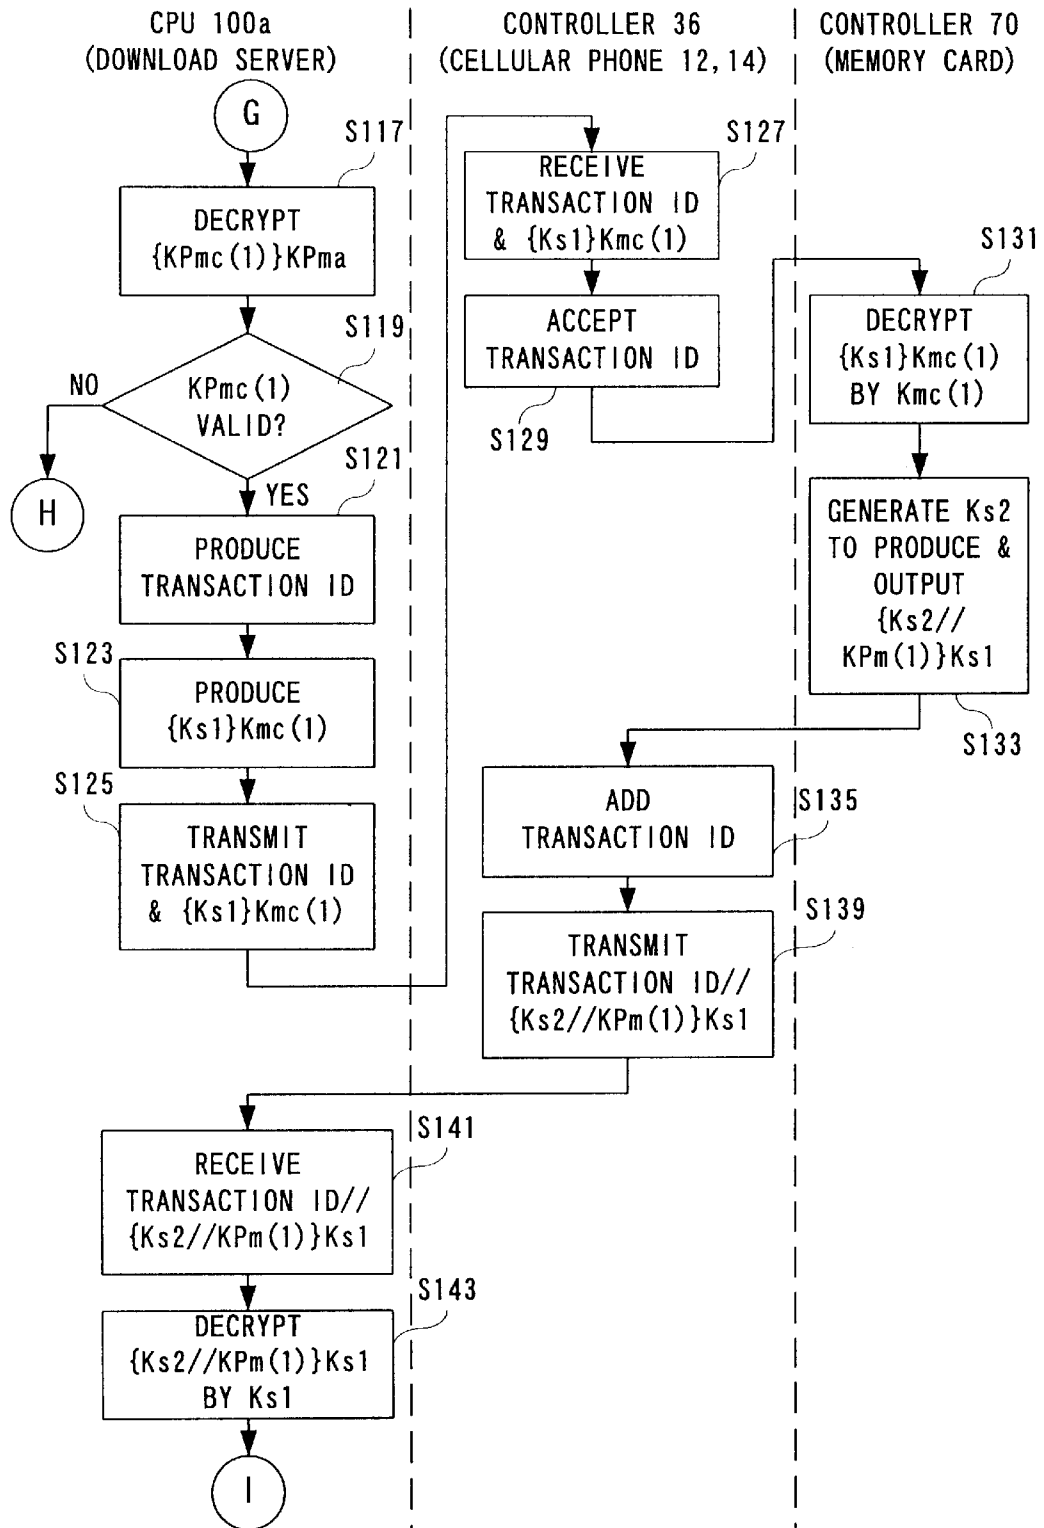 CPU 100a
(DOWNLOAD SERVER)
CONTROLLER 36
(CELLULAR PHONE 12,14)
CONTROLLER 70
(MEMORY CARD)
G
S117
DECRYPT
{KPmc(1)}KPma
S119
KPmc(1)
VALID?
NO
H
YES
S121
PRODUCE
TRANSACTION ID
S123
PRODUCE
{Ks1}Kmc(1)
S125
TRANSMIT
TRANSACTION ID
& {Ks1}Kmc(1)
S127
RECEIVE
TRANSACTION ID
& {Ks1}Kmc(1)
ACCEPT
TRANSACTION ID
S129
S131
DECRYPT
{Ks1}Kmc(1)
BY Kmc(1)
GENERATE Ks2
TO PRODUCE &
OUTPUT
{Ks2//
KPm(1)}Ks1
S133
ADD
TRANSACTION ID
S135
S139
TRANSMIT
TRANSACTION ID//
{Ks2//KPm(1)}Ks1
S141
RECEIVE
TRANSACTION ID//
{Ks2//KPm(1)}Ks1
S143
DECRYPT
{Ks2//KPm(1)}Ks1
BY Ks1
I